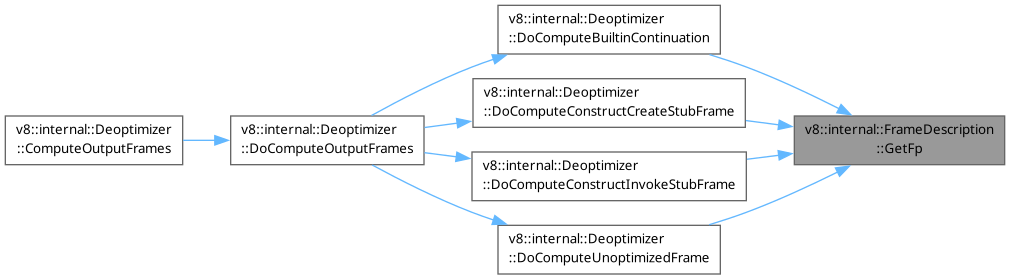 v8::internal::Deoptimizer
::ComputeOutputFrames
v8::internal::Deoptimizer
::DoComputeOutputFrames
v8::internal::Deoptimizer
::DoComputeBuiltinContinuation
v8::internal::Deoptimizer
::DoComputeConstructCreateStubFrame
v8::internal::Deoptimizer
::DoComputeConstructInvokeStubFrame
v8::internal::Deoptimizer
::DoComputeUnoptimizedFrame
v8::internal::FrameDescription
::GetFp